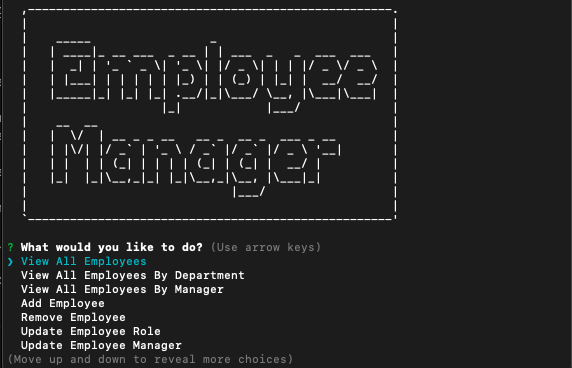 Employee
Manager
? What would you like to do? (Use arrow keys)
❯ View All Employees
View All Employees By Department
View All Employees By Manager
Add Employee
Remove Employee
Update Employee Role
Update Employee Manager
(Move up and down to reveal more choices)